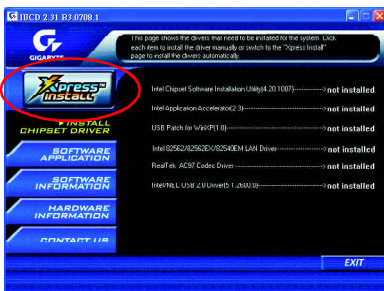 IUCD 2.31 B3.0708.1
GIGABYTE
This page shows the drivers that need to be installed for the system. Click
each item to install the driver manually or switch to the "Xpress Install"
page to install the drivers automatically.
Xpress™
INSTALL
INSTALL
CHIPSET DRIVER
SOFTWARE
APPLICATION
SOFTWARE
INFORMATION
HARDWARE
INFORMATION
CONTACT US
Intel Chipset Software Installation Utility(4.20.1007)-->not installed
Intel Application Accelerator(2.3)-->not installed
USB Patch for WinXP(1.0)-->not installed
Intel 82562/82562EX/82540EM LAN Driver-->not installed
RealTek AC97 Codec Driver-->not installed
Intel/NEC USB 2.0 Driver(5.1.2600.0)-->not installed
EXIT